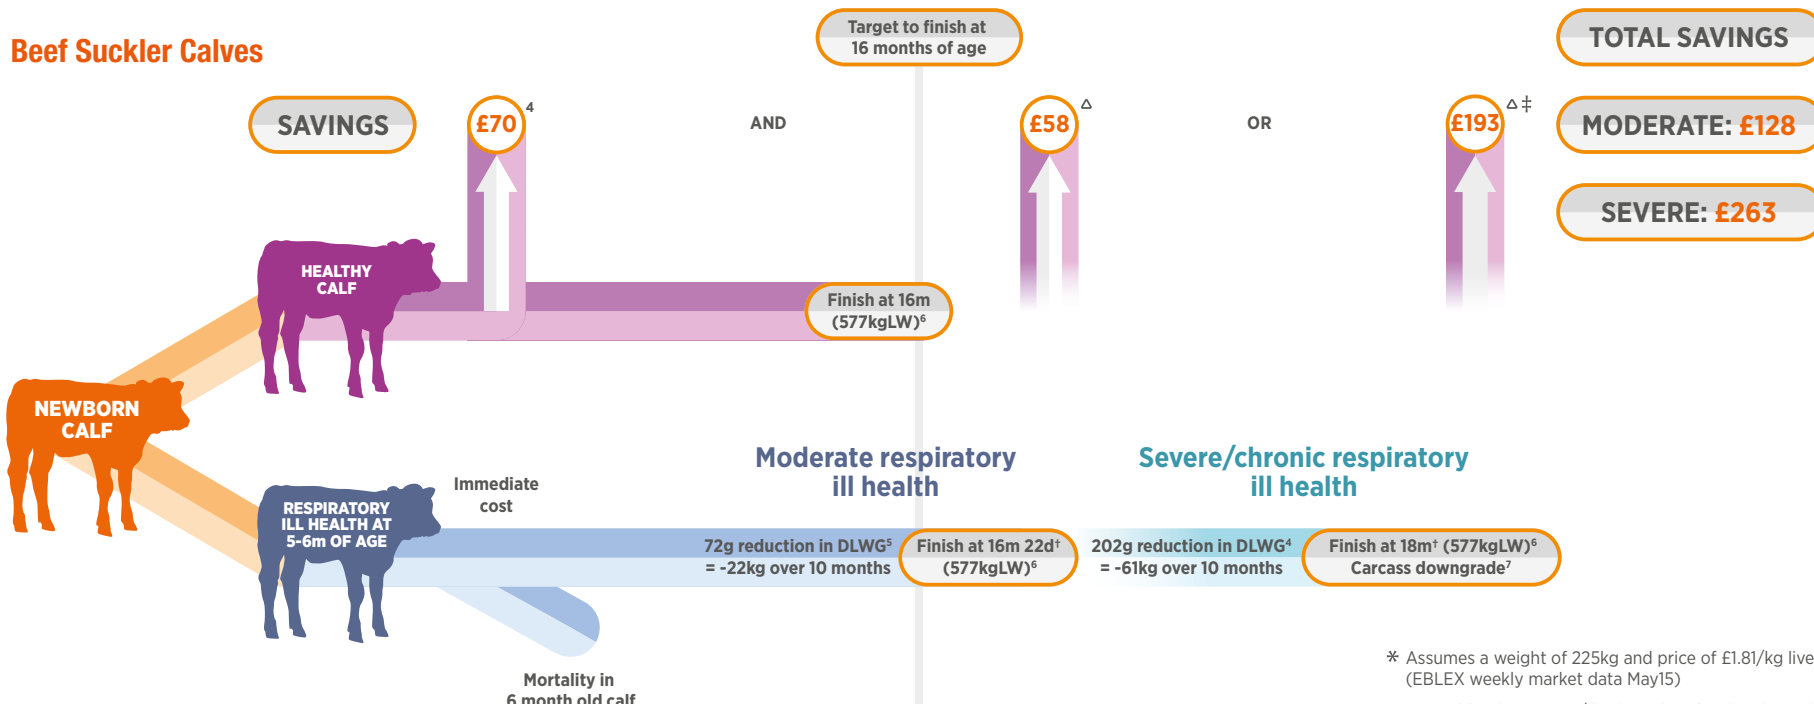 Beef Suckler Calves
Target to finish at
16 months of age
TOTAL SAVINGS
SAVINGS
£70 4
AND
£58 △
OR
£193 △ ‡
MODERATE: £128
SEVERE: £263
HEALTHY
CALF
Finish at 16m
(577kgLW)⁶
NEWBORN
CALF
Moderate respiratory
ill health
Severe/chronic respiratory
ill health
Immediate
cost
RESPIRATORY
ILL HEALTH AT
5-6m OF AGE
72g reduction in DLWG⁵
= -22kg over 10 months
Finish at 16m 22d†
(577kgLW)⁶
202g reduction in DLWG⁴
= -61kg over 10 months
Finish at 18m† (577kgLW)⁶
Carcass downgrade⁷
Mortality in
6 month old calf
* Assumes a weight of 225kg and price of £1.81/kg live
(EBLEX weekly market data May15)